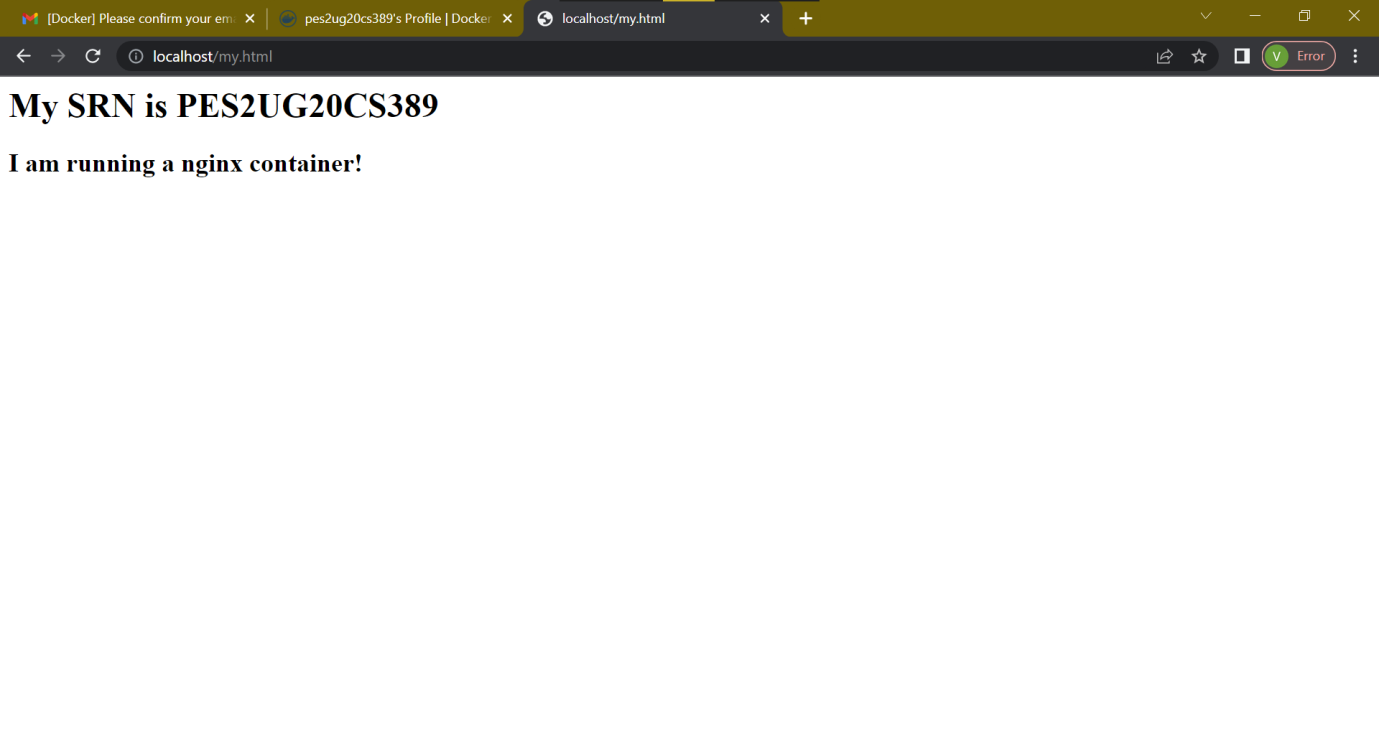 [Docker] Please confirm your em
pes2ug20cs389's Profile | Docker
localhost/my.html
localhost/my.html
V Error
My SRN is PES2UG20CS389
I am running a nginx container!